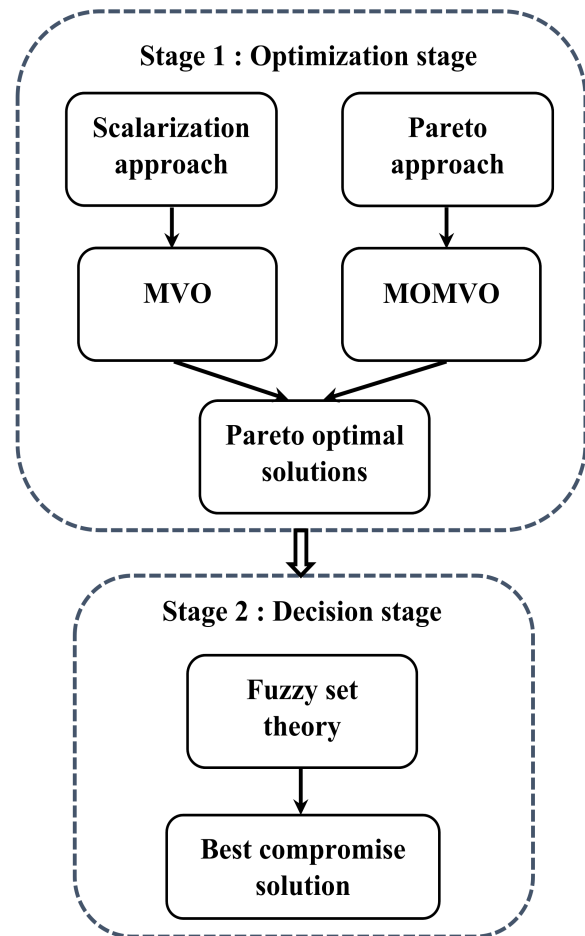 Stage 1 : Optimization stage
Scalarization
approach
Pareto
approach
MVO
MOMVO
Pareto optimal
solutions
Stage 2 : Decision stage
Fuzzy set
theory
Best compromise
solution